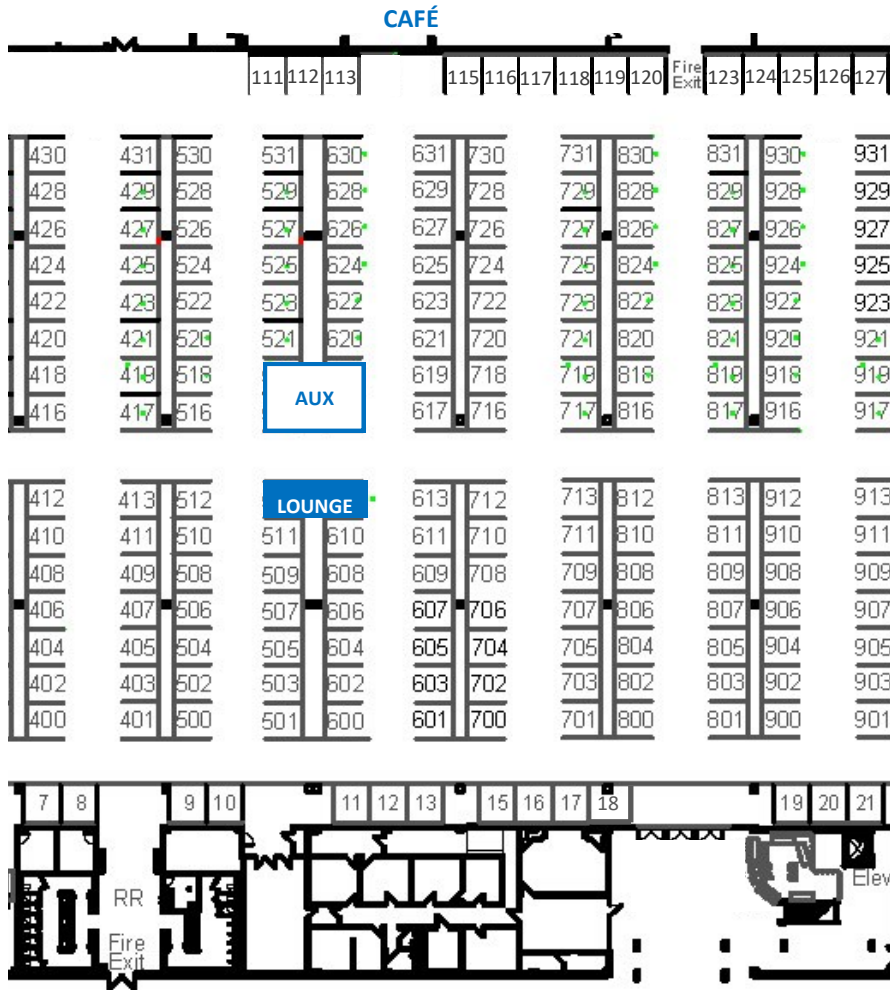 CAFÉ
111 112 113 115 116 117 118 119 120 Fire Exit 123 124 125 126 127
430 431 530 531 630 631 730 731 830 831 930 931
428 429 528 529 628 629 728 729 828 829 928 929
426 427 526 527 626 627 726 727 826 827 926 927
424 425 524 525 624 625 724 725 824 825 924 925
422 423 522 523 622 623 722 723 822 823 922 923
420 421 520 521 620 621 720 721 820 821 920 921
418 419 518 619 718 719 818 819 918 919
AUX
416 417 516 617 716 717 816 817 916 917
412 413 512 613 712 713 812 813 912 913
LOUNGE
410 411 510 511 610 611 710 711 810 811 910 911
408 409 508 509 608 609 708 709 808 809 908 909
406 407 506 507 606 607 706 707 806 807 906 907
404 405 504 505 604 605 704 705 804 805 904 905
402 403 502 503 602 603 702 703 802 803 902 903
400 401 500 501 600 601 700 701 800 801 900 901
7 8 9 10 11 12 13 15 16 17 18 19 20 21
Elev
RR
Fire
Exit